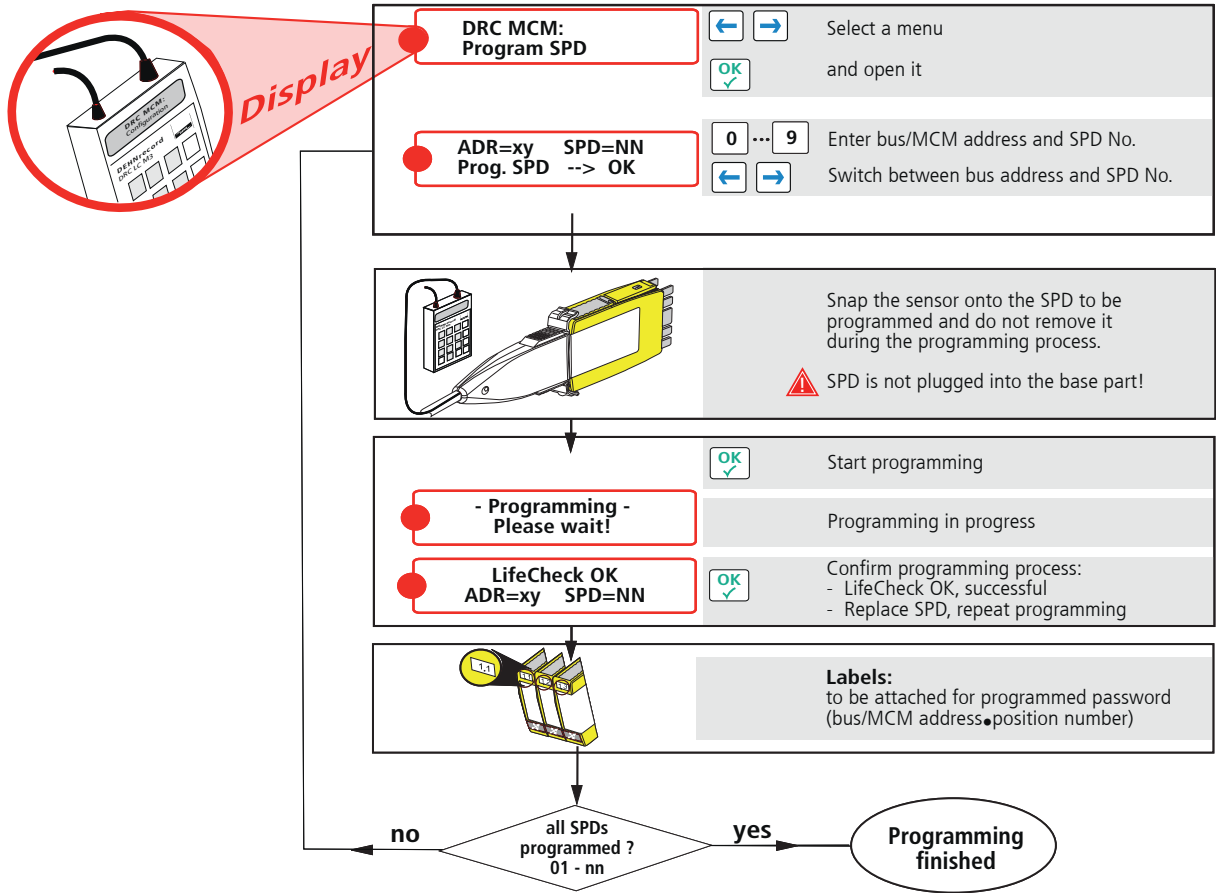 Display
DRC MCM:
Configuration
DEHNrecord
DRC LC M3
DRC MCM:
Program SPD
← →
Select a menu
OK
and open it
ADR=xy SPD=NN
Prog. SPD --> OK
0 ... 9
Enter bus/MCM address and SPD No.
← →
Switch between bus address and SPD No.
Snap the sensor onto the SPD to be
programmed and do not remove it
during the programming process.
SPD is not plugged into the base part!
OK
Start programming
- Programming -
Please wait!
Programming in progress
LifeCheck OK
ADR=xy SPD=NN
OK
Confirm programming process:
- LifeCheck OK, successful
- Replace SPD, repeat programming
1.1
Labels:
to be attached for programmed password
(bus/MCM address•position number)
all SPDs
programmed ?
01 - nn
no
yes
Programming
finished